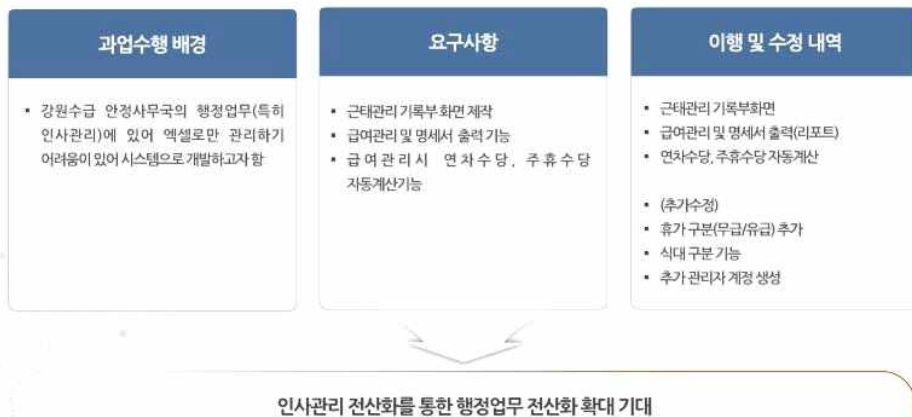 과업수행 배경
▪ 강원수급 안정사무국의 행정업무(특히
인사관리)에 있어 엑셀로만 관리하기
어려움이 있어 시스템으로 개발하고자 함
요구사항
▪ 근태관리 기록부 화면 제작
▪ 급여관리 및 명세서 출력 기능
▪ 급여관리시 연차수당, 주휴수당
자동계산기능
이행 및 수정 내역
▪ 근태관리 기록부화면
▪ 급여관리 및 명세서 출력(리포트)
▪ 연차수당, 주휴수당 자동계산
▪ (추가수정)
▪ 휴가 구분(무급/유급) 추가
▪ 식대 구분 기능
▪ 추가 관리자 계정 생성
인사관리 전산화를 통한 행정업무 전산화 확대 기대